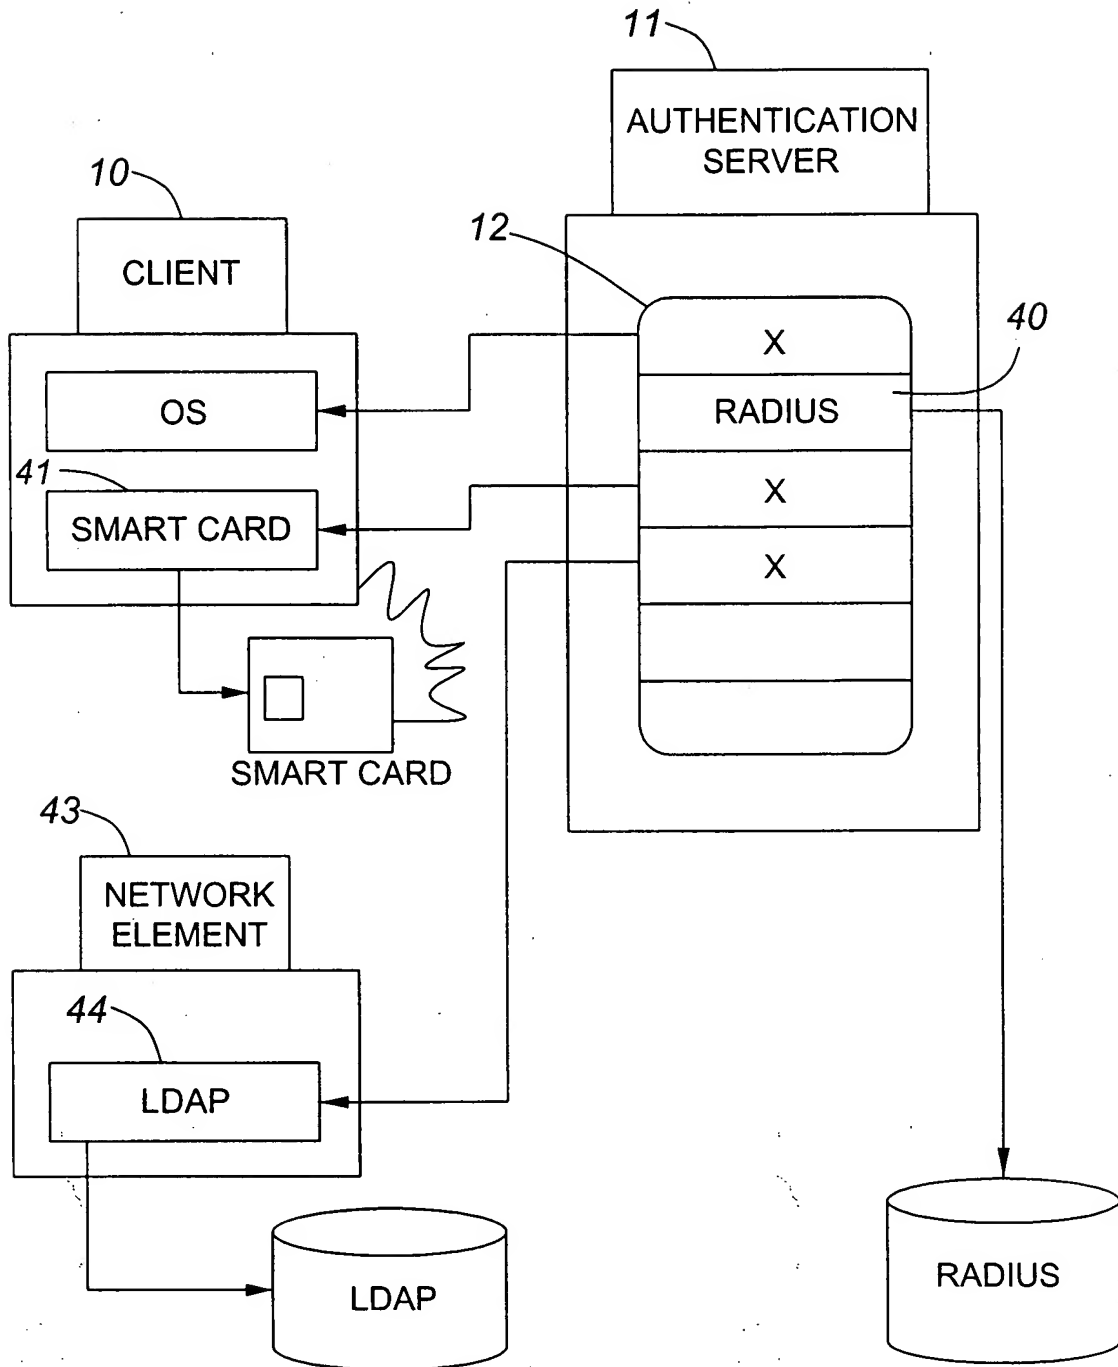 11
AUTHENTICATION
SERVER
10
CLIENT
12
X
40
OS
RADIUS
41
SMART CARD
X
X
SMART CARD
43
NETWORK
ELEMENT
44
LDAP
LDAP
RADIUS